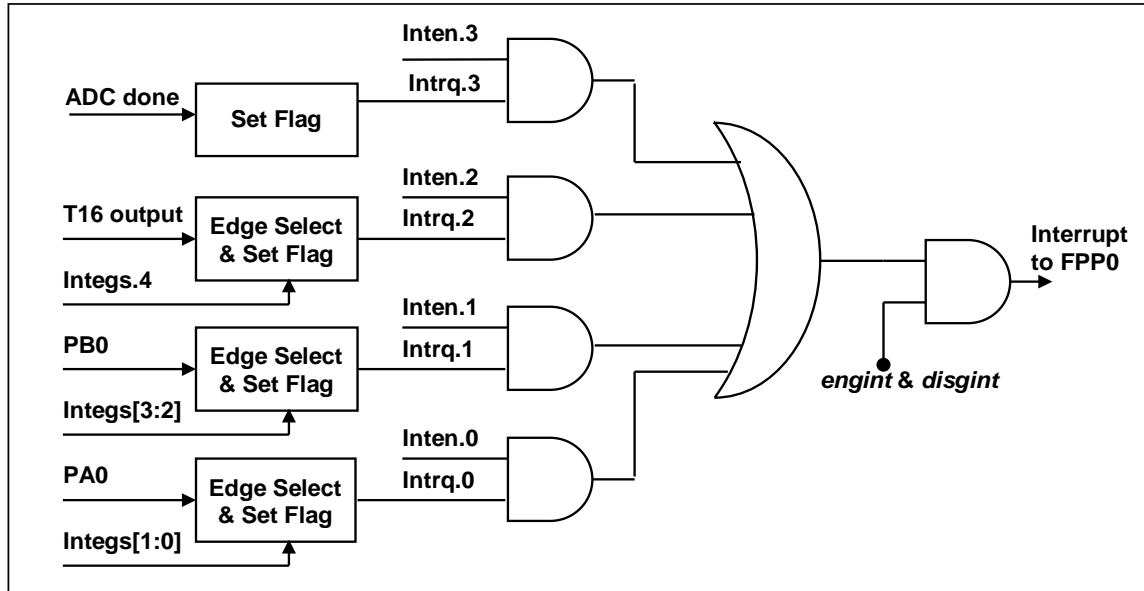 Inten.3
ADC done
Set Flag
Intrq.3
Inten.2
T16 output
Edge Select
& Set Flag
Intrq.2
Integs.4
Interrupt
to FPP0
Inten.1
PB0
Edge Select
& Set Flag
Intrq.1
engint & disgint
Integs[3:2]
Inten.0
PA0
Edge Select
& Set Flag
Intrq.0
Integs[1:0]